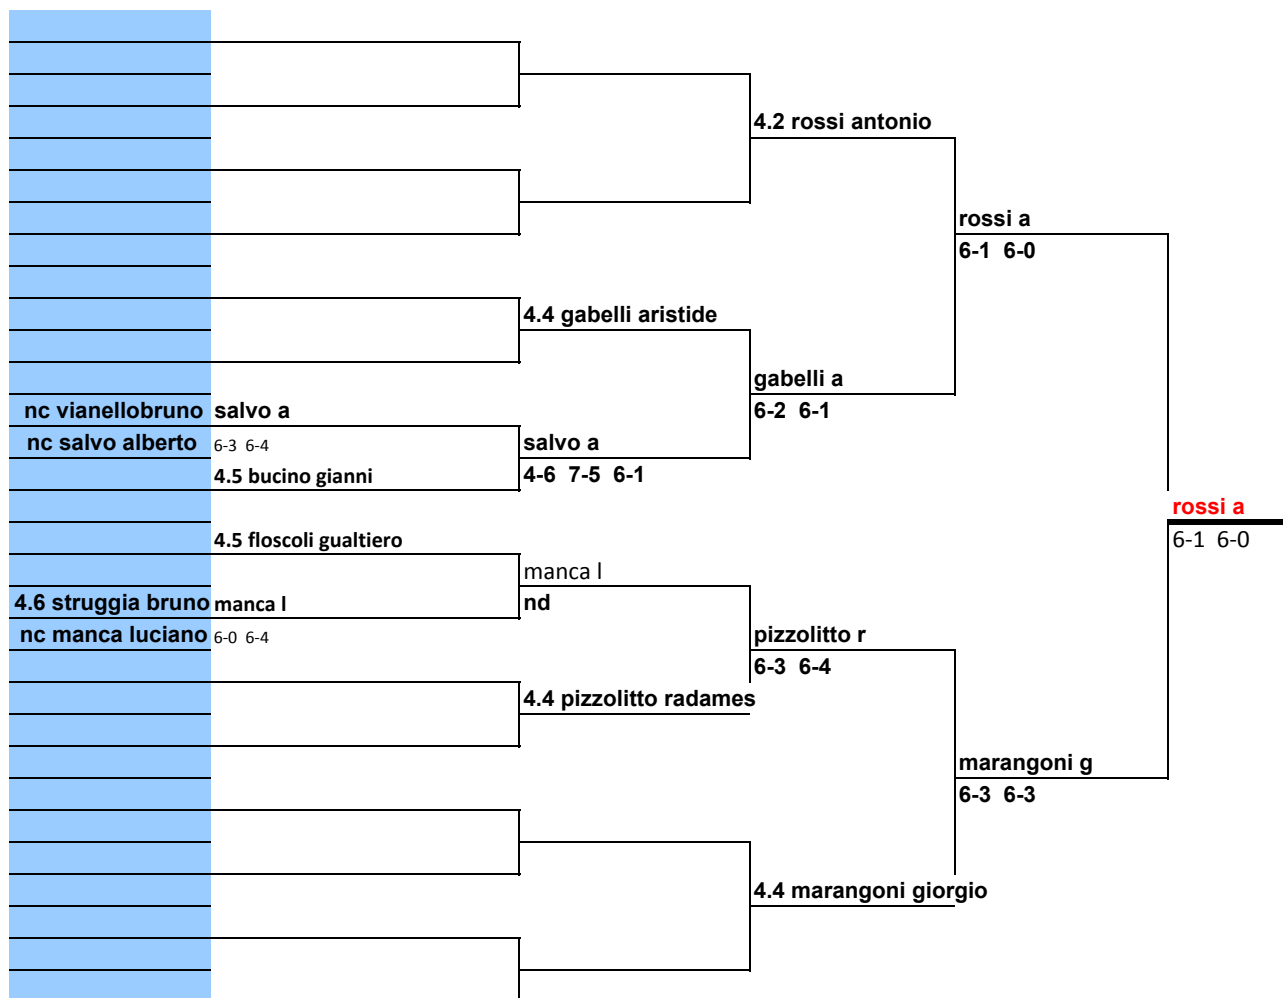 4.2 rossi antonio
rossi a
6-1 6-0
4.4 gabelli aristide
gabelli a
nc vianellobruno salvo a 6-2 6-1
nc salvo alberto 6-3 6-4 salvo a
4.5 bucino gianni 4-6 7-5 6-1
rossi a
4.5 floscoli gualtiero 6-1 6-0
manca l
4.6 struggia bruno manca l nd
nc manca luciano 6-0 6-4 pizzolitto r
6-3 6-4
4.4 pizzolitto radames
marangoni g
6-3 6-3
4.4 marangoni giorgio